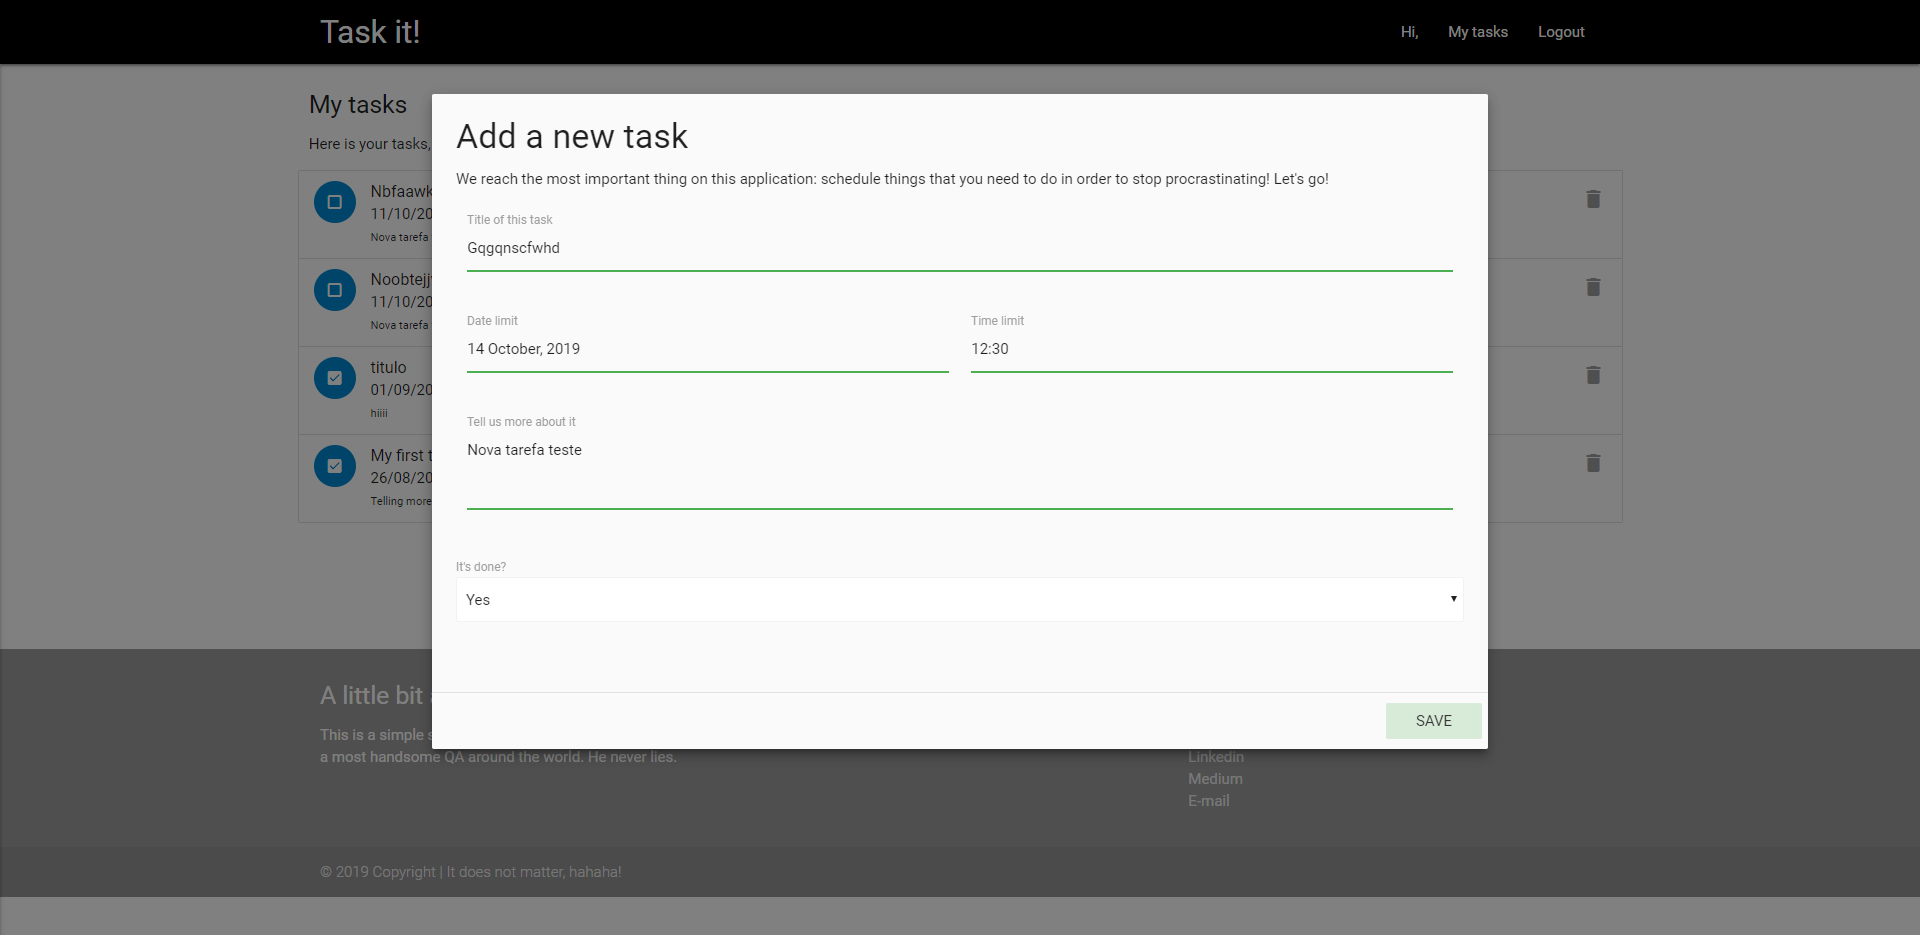 Task it!
Hi,
My tasks
Logout
My tasks
Here is your tasks,
Add a new task
We reach the most important thing on this application: schedule things that you need to do in order to stop procrastinating! Let's go!
11/10/20
Nova tarefa
11/10/20
Nova tarefa
titulo
01/09/20
hiiii
My first t
26/08/20
Telling more
Title of this task
Gqgqnscfwhd
Date limit
14 October, 2019
Time limit
12:30
Tell us more about it
Nova tarefa teste
It's done?
Yes
SAVE
A little bit
This is a simple s
a most handsome QA around the world. He never lies.
Linkedin
Medium
E-mail
© 2019 Copyright | It does not matter, hahaha!